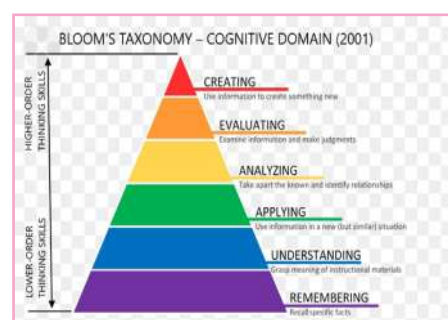 BLOOM'S TAXONOMY – COGNITIVE DOMAIN (2001)
HIGHER-ORDER
THINKING SKILLS
CREATING
Use information to create something new
EVALUATING
Examine information and make judgments
ANALYZING
Take apart the known and identify relationships
APPLYING
Use information in a new (but similar) situation
LOWER-ORDER
THINKING SKILLS
UNDERSTANDING
Grasp meaning of instructional materials
REMEMBERING
Recall specific facts